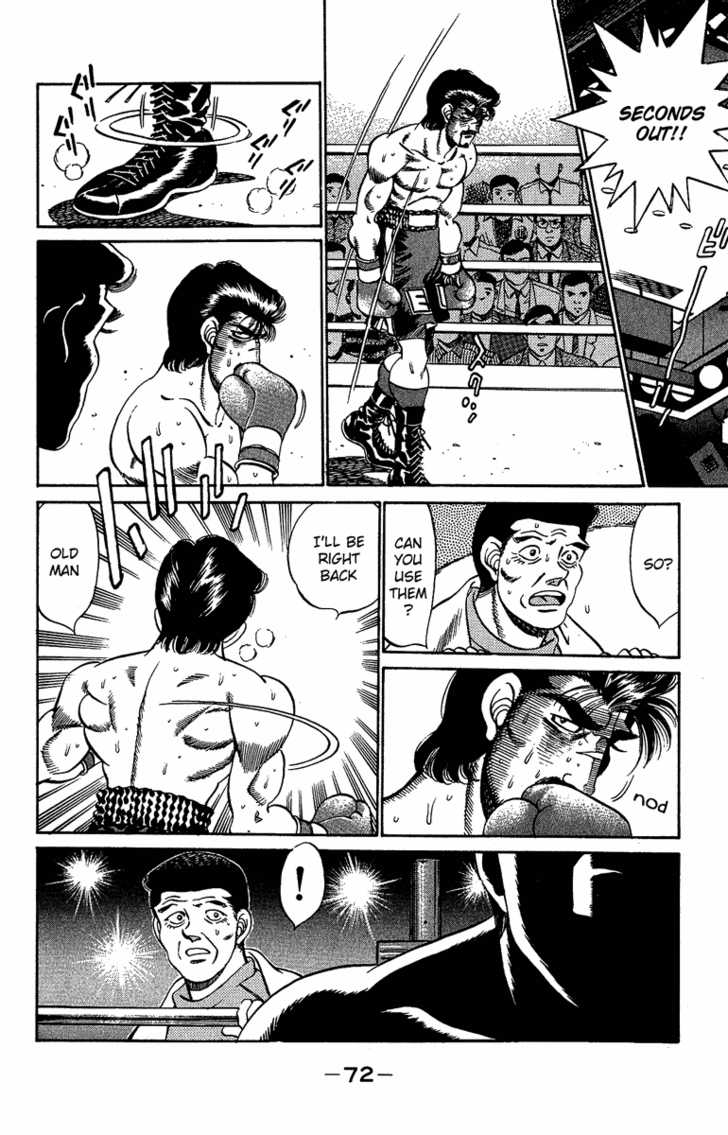 SECONDS
OUT!!
SO?
CAN
YOU
USE
THEM
?
nod
I'LL BE
RIGHT
BACK
OLD
MAN
!
-72-